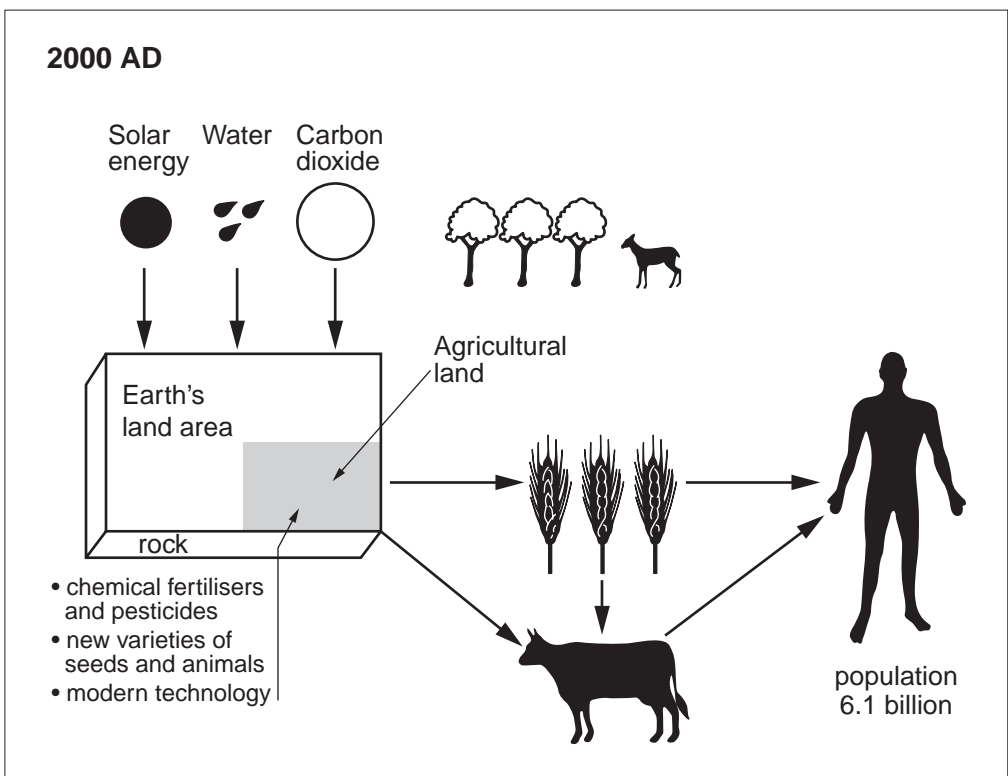 2000 AD
Solar
energy
Water
Carbon
dioxide
Agricultural
land
Earth's
land area
rock
• chemical fertilisers
and pesticides
• new varieties of
seeds and animals
• modern technology
population
6.1 billion